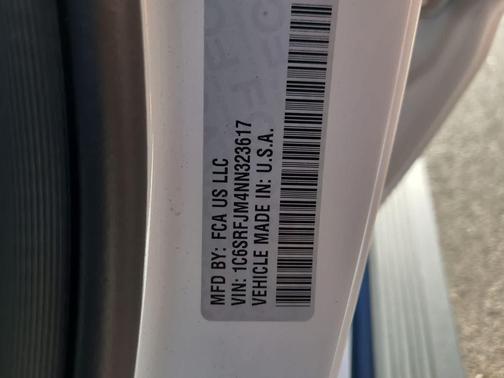 MFD BY: FCA US LLC
VIN: 1C6SRFJM4NN323617
VEHICLE MADE IN: U.S.A.